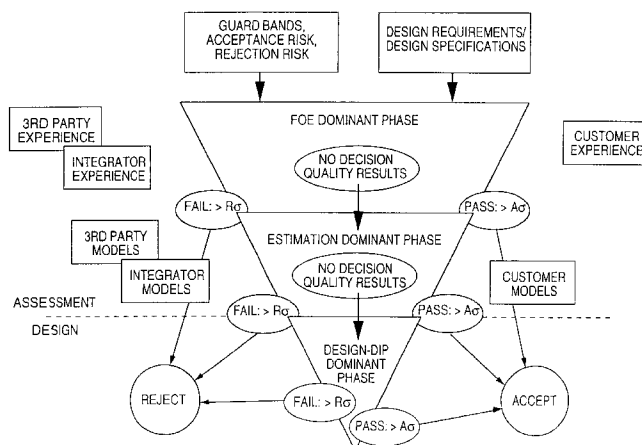 GUARD BANDS,
ACCEPTANCE RISK,
REJECTION RISK
DESIGN REQUIREMENTS/
DESIGN SPECIFICATIONS
FOE DOMINANT PHASE
3RD PARTY
EXPERIENCE
INTEGRATOR
EXPERIENCE
CUSTOMER
EXPERIENCE
NO DECISION
QUALITY RESULTS
FAIL: > Rσ
PASS: > Aσ
ESTIMATION DOMINANT PHASE
3RD PARTY
MODELS
INTEGRATOR
MODELS
NO DECISION
QUALITY RESULTS
CUSTOMER
MODELS
ASSESSMENT
DESIGN
FAIL: > Rσ
PASS: > Aσ
DESIGN-DIP
DOMINANT
PHASE
REJECT
FAIL: > Rσ
ACCEPT
PASS: > Aσ